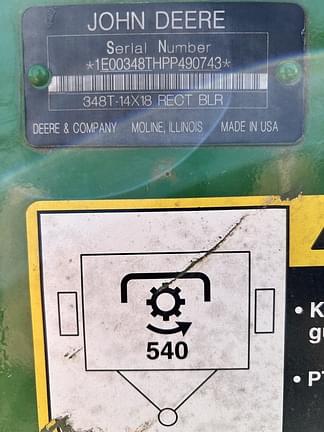 JOHN DEERE
Serial Number
*1E00348THPP490743*
348T-14X18 RECT BLR
DEERE & COMPANY MOLINE, ILLINOIS MADE IN USA
540